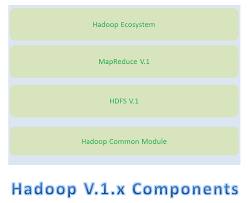 Hadoop Ecosystem
MapReduce V.1
HDFS V.1
Hadoop Common Module
Hadoop V.1.x Components